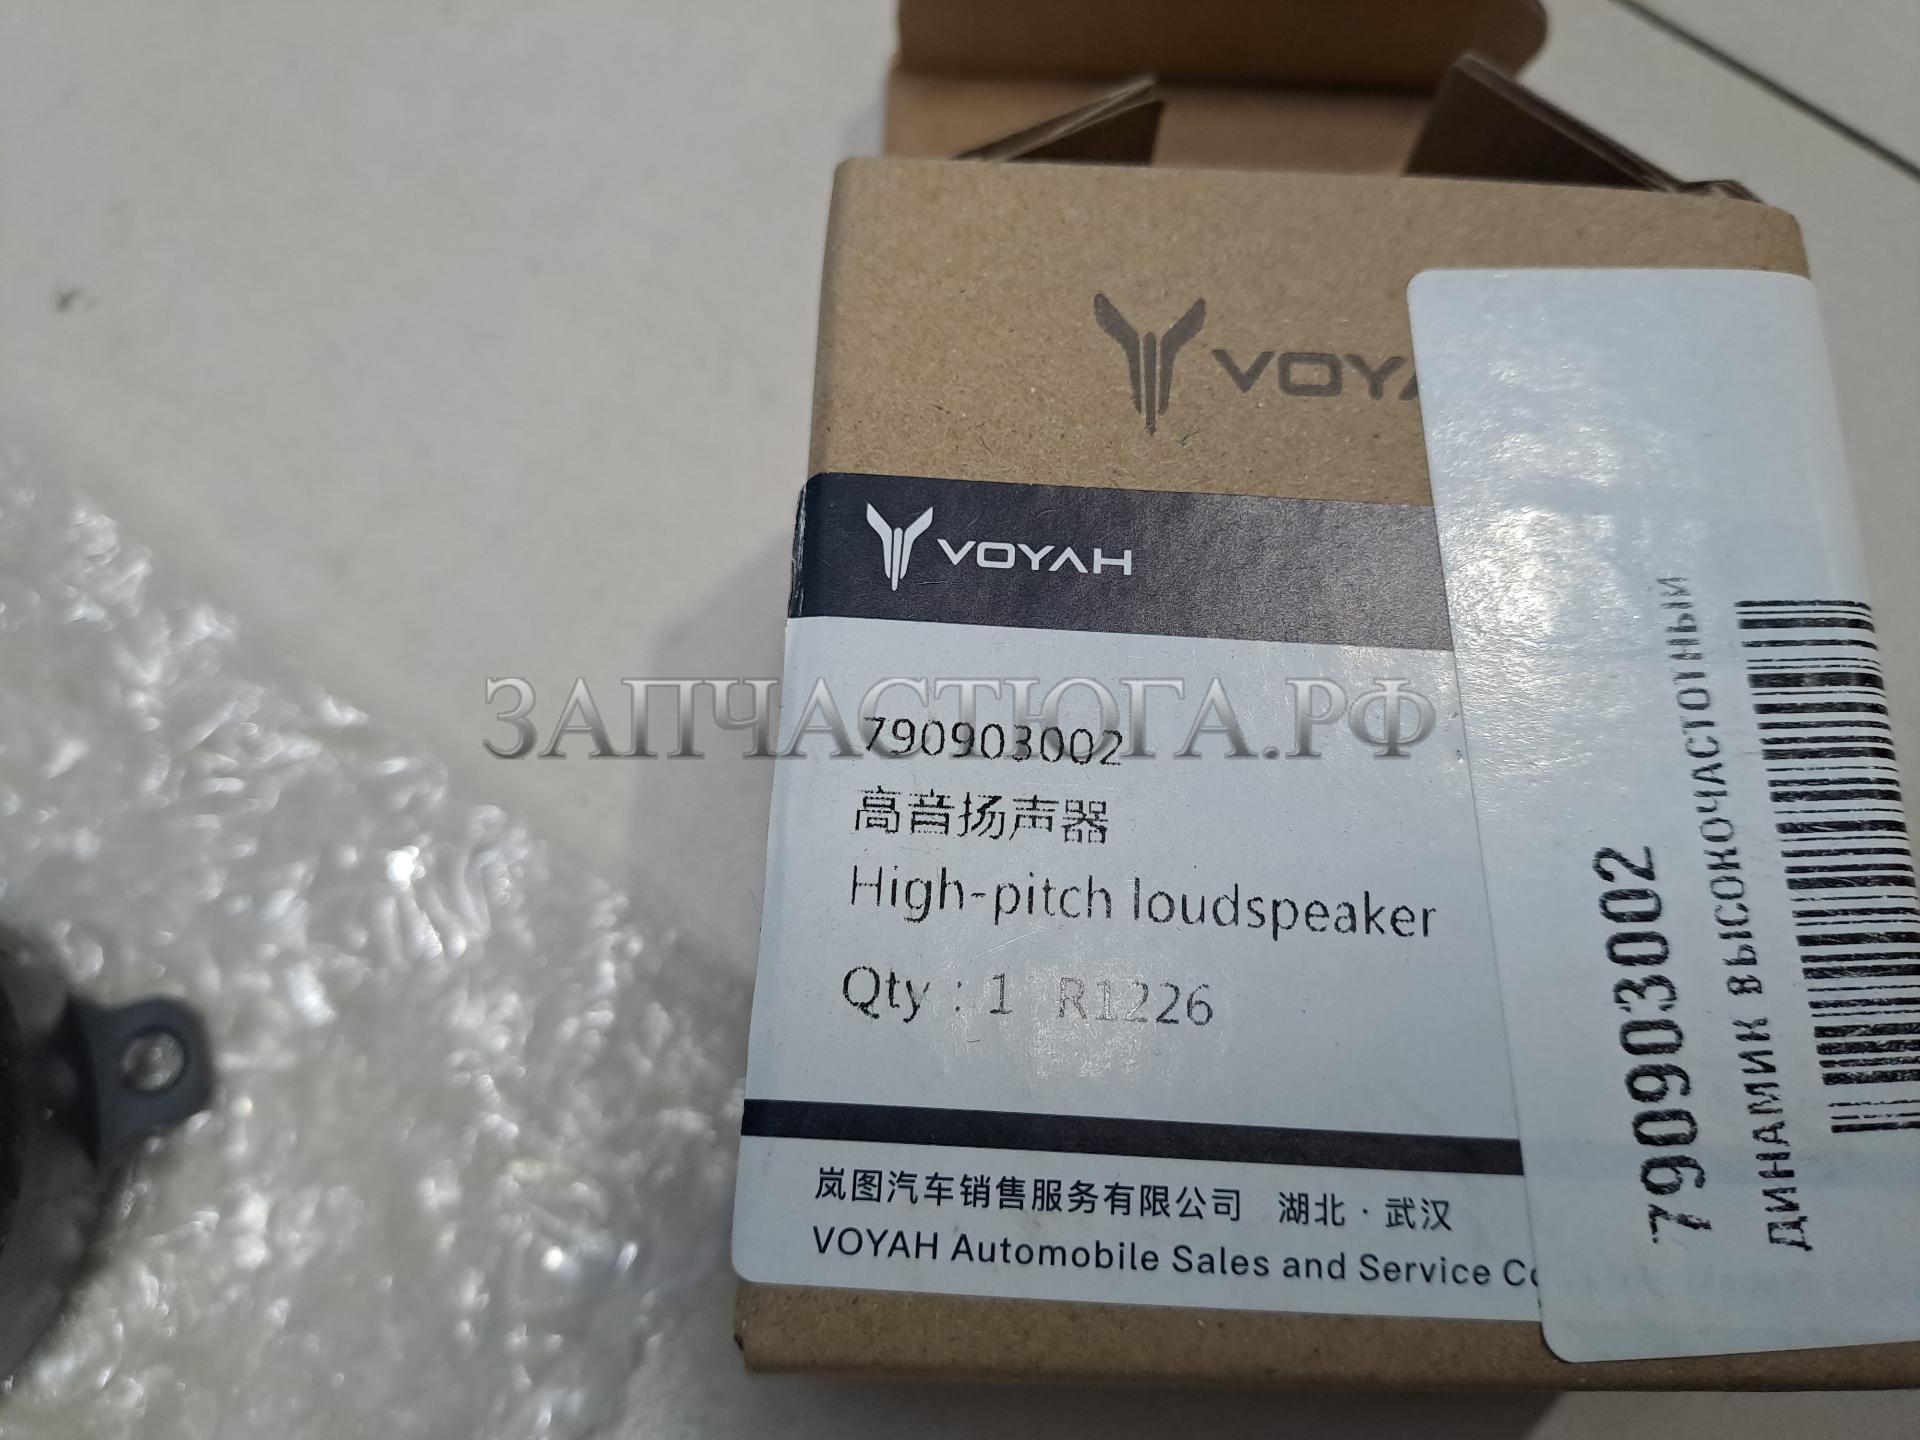 VOYA
VOYAH
ЗАПЧАСТЮГА.РФ
790903002
高音扬声器
High-pitch loudspeaker
Qty : 1 R1226
岚图汽车销售服务有限公司 湖北 · 武汉
VOYAH Automobile Sales and Service Co
790903002
ДИНАМИК ВЫСОКОЧАСТОТНЫЙ